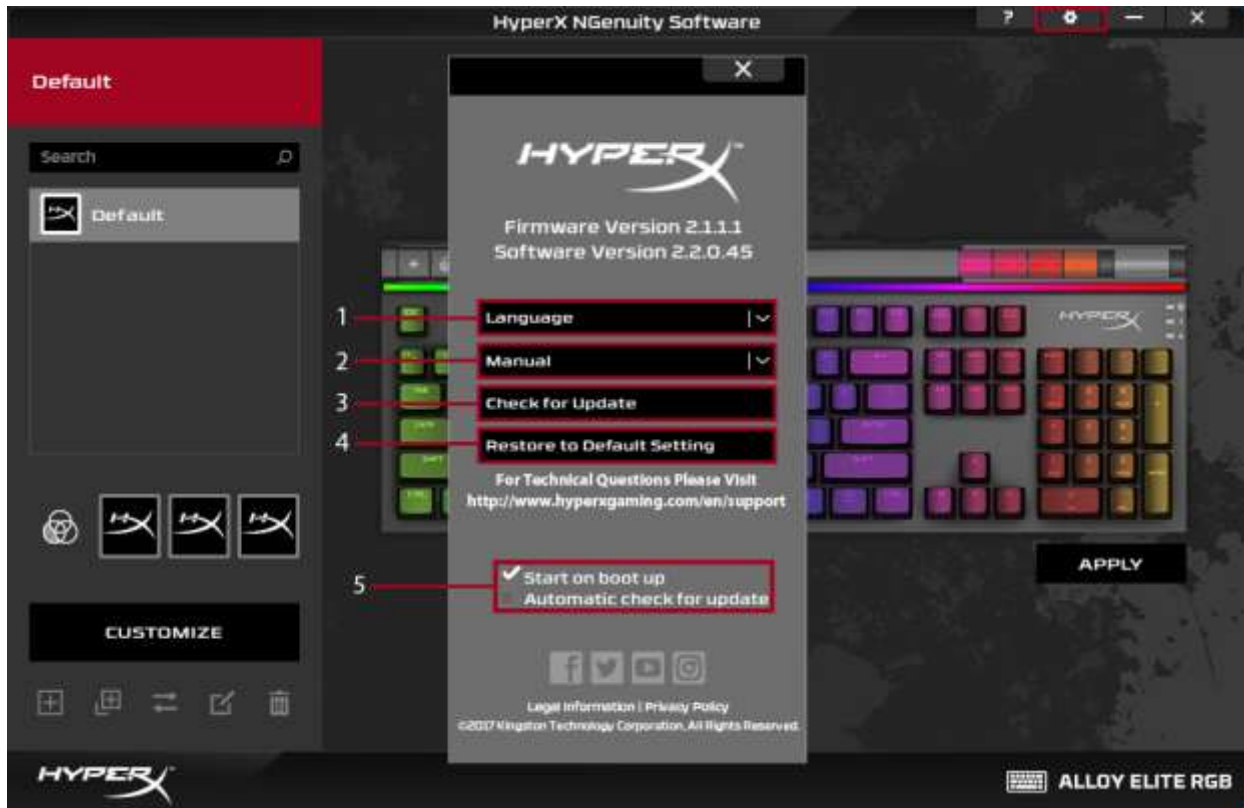 HyperX NGenuity Software
?
Default
Search
Default
CUSTOMIZE
HYPERX
Firmware Version 2.1.1.1
Software Version 2.2.0.45
1
Language
2
Manual
3
Check for Update
4
Restore to Default Setting
For Technical Questions Please Visit
http://www.hyperxgaming.com/en/support
5
Start on boot up
Automatic check for update
Legal Information | Privacy Policy
©2017 Kingston Technology Corporation, All Rights Reserved.
HYPERX
APPLY
HYPERX
ALLOY ELITE RGB